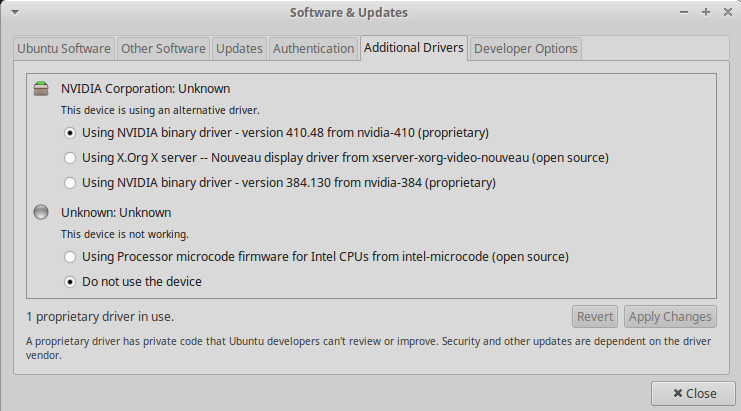 Software & Updates
Ubuntu Software
Other Software
Updates
Authentication
Additional Drivers
Developer Options
NVIDIA Corporation: Unknown
This device is using an alternative driver.
Using NVIDIA binary driver - version 410.48 from nvidia-410 (proprietary)
Using X.Org X server -- Nouveau display driver from xserver-xorg-video-nouveau (open source)
Using NVIDIA binary driver - version 384.130 from nvidia-384 (proprietary)
Unknown: Unknown
This device is not working.
Using Processor microcode firmware for Intel CPUs from intel-microcode (open source)
Do not use the device
1 proprietary driver in use.
Revert
Apply Changes
A proprietary driver has private code that Ubuntu developers can't review or improve. Security and other updates are dependent on the driver
vendor.
Close